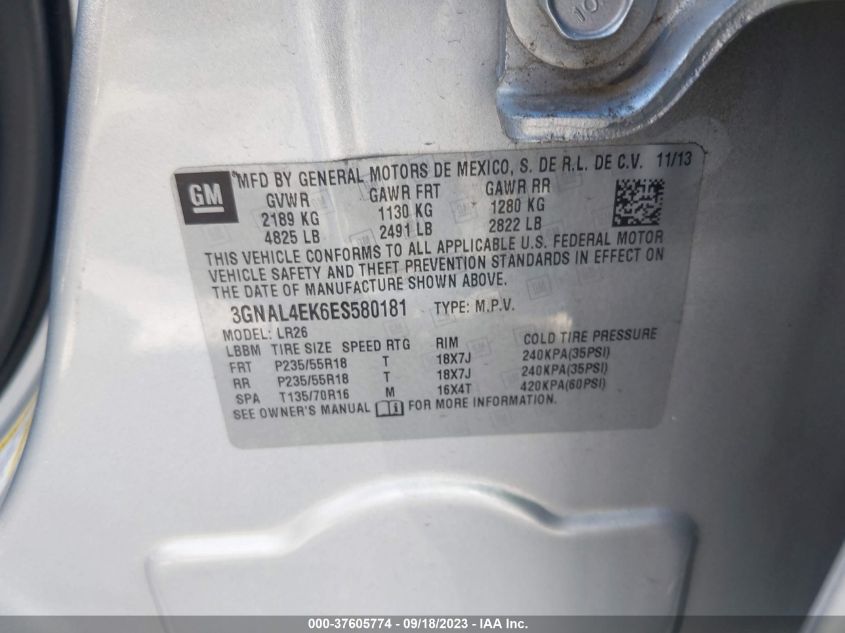 10
GM
MFD BY GENERAL MOTORS DE MEXICO, S. DE R.L. DE C.V. 11/13
GVWR GAWR FRT GAWR RR
2189 KG 1130 KG 1280 KG
4825 LB 2491 LB 2822 LB
THIS VEHICLE CONFORMS TO ALL APPLICABLE U.S. FEDERAL MOTOR
VEHICLE SAFETY AND THEFT PREVENTION STANDARDS IN EFFECT ON
THE DATE OF MANUFACTURE SHOWN ABOVE.
3GNAL4EK6ES580181 TYPE: M.P.V.
MODEL: LR26
LBBM TIRE SIZE SPEED RTG RIM COLD TIRE PRESSURE
FRT P235/55R18 T 18X7J 240KPA(35PSI)
RR P235/55R18 T 18X7J 240KPA(35PSI)
SPA T135/70R16 M 16X4T 420KPA(60PSI)
SEE OWNER'S MANUAL FOR MORE INFORMATION.
000-37605774 - 09/18/2023 - IAA Inc.